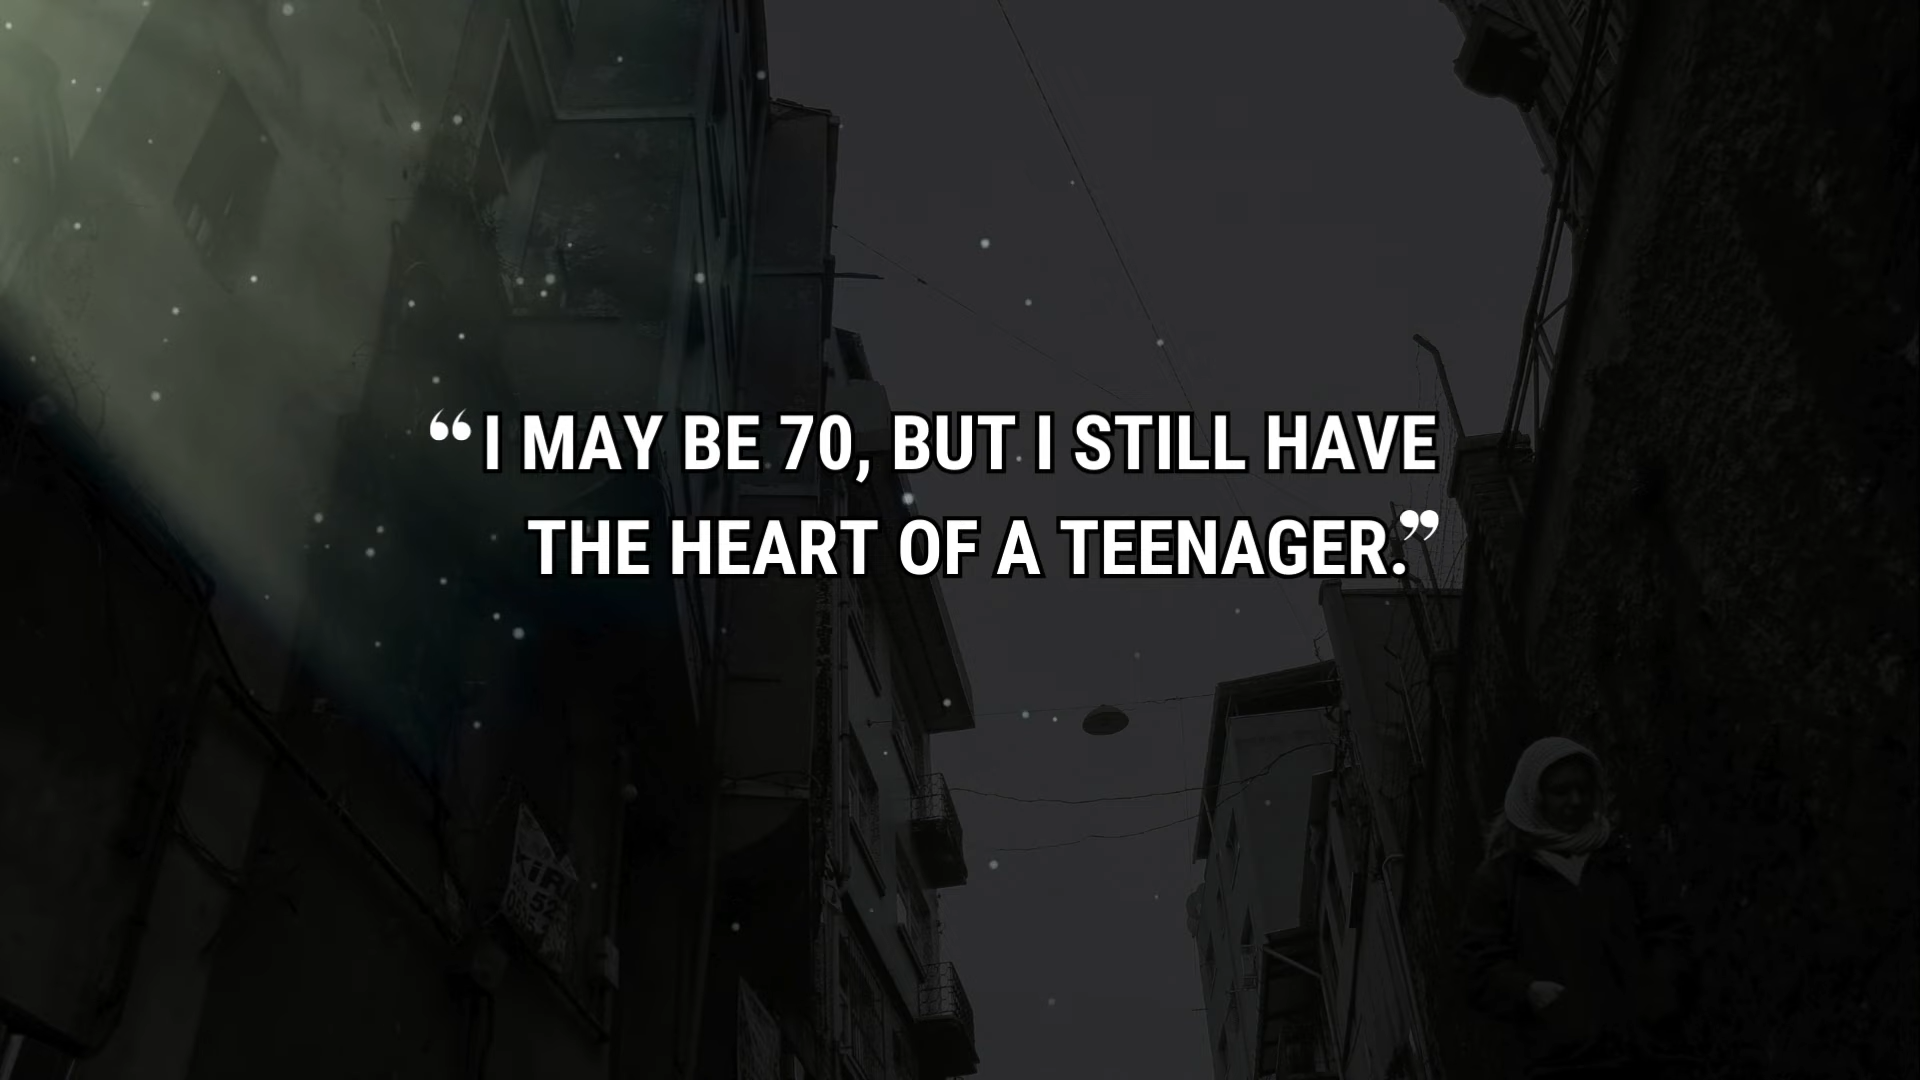 “I MAY BE 70, BUT I STILL HAVE
THE HEART OF A TEENAGER.”